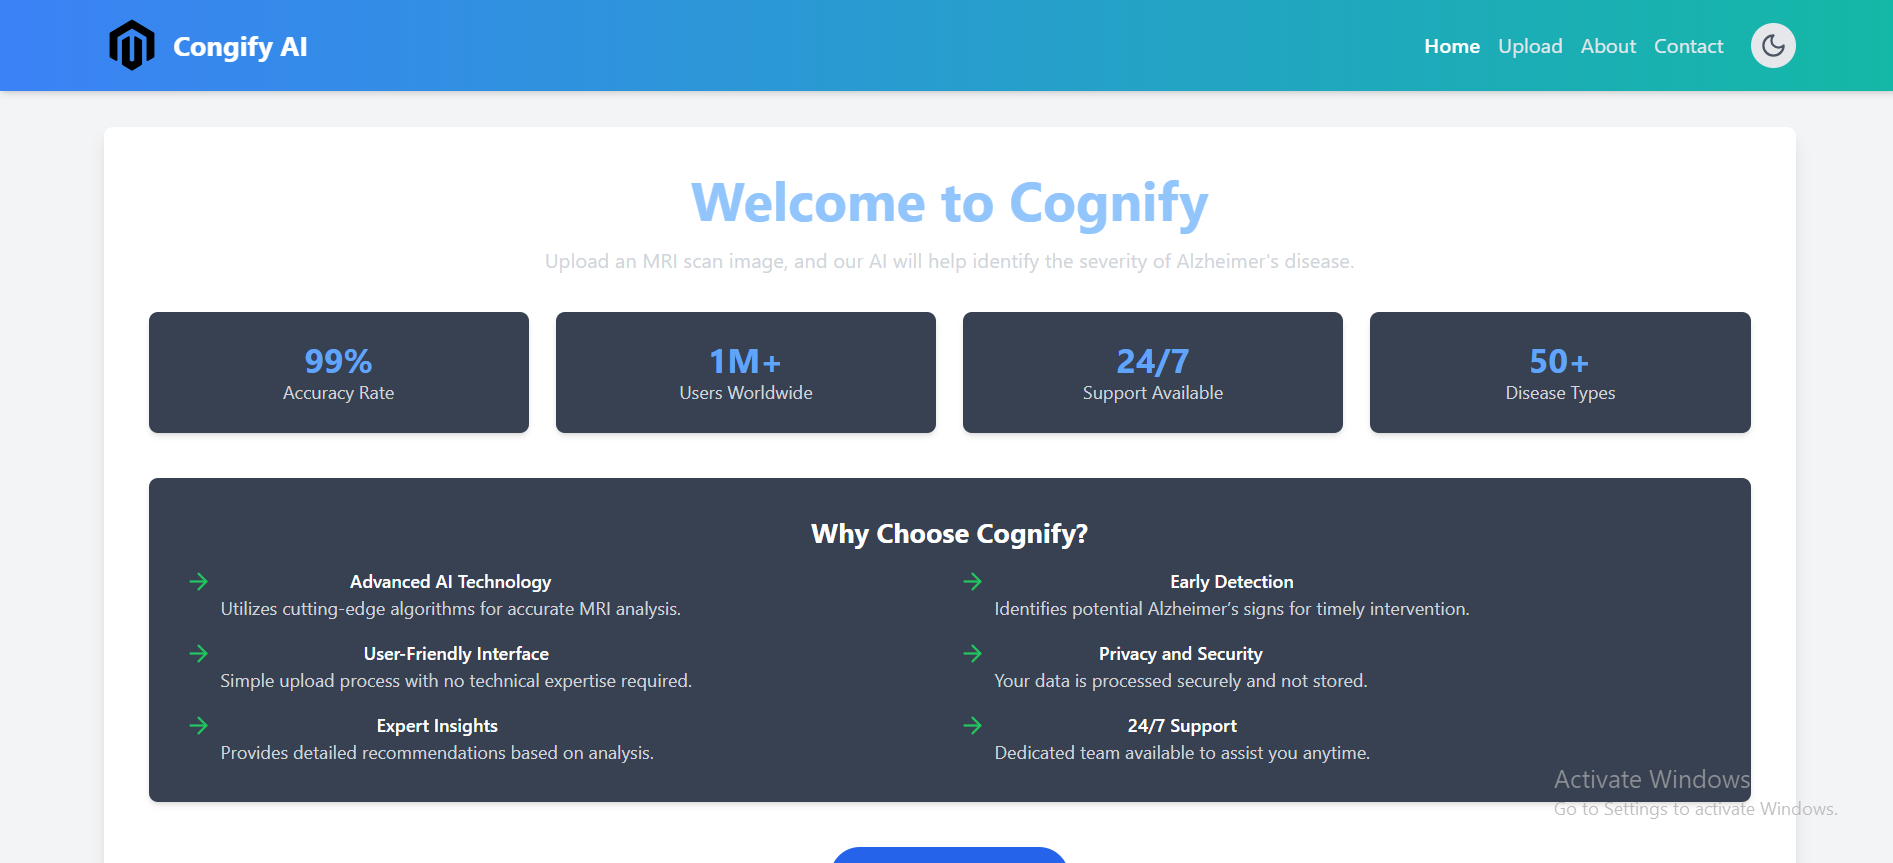 Congify AI
Home Upload About Contact
Welcome to Cognify
Upload an MRI scan image, and our AI will help identify the severity of Alzheimer's disease.
99%
Accuracy Rate
1M+
Users Worldwide
24/7
Support Available
50+
Disease Types
Why Choose Cognify?
Advanced AI Technology
Utilizes cutting-edge algorithms for accurate MRI analysis.
Early Detection
Identifies potential Alzheimer’s signs for timely intervention.
User-Friendly Interface
Simple upload process with no technical expertise required.
Privacy and Security
Your data is processed securely and not stored.
Expert Insights
Provides detailed recommendations based on analysis.
24/7 Support
Dedicated team available to assist you anytime.
Activate Windows
Go to Settings to activate Windows.